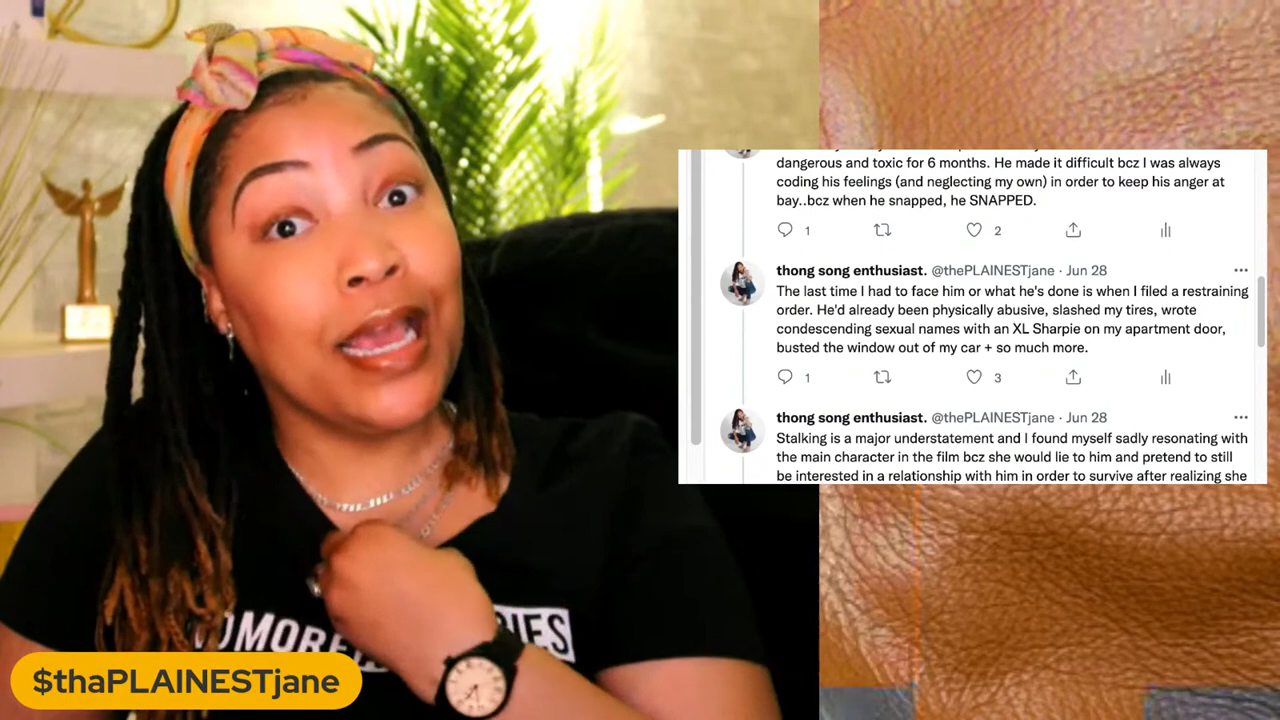 dangerous and toxic for 6 months. He made it difficult bcz I was always
coding his feelings (and neglecting my own) in order to keep his anger at
bay..bcz when he snapped, he SNAPPED.
1 2
thong song enthusiast. @thePLAINESTjane · Jun 28
The last time I had to face him or what he's done is when I filed a restraining
order. He'd already been physically abusive, slashed my tires, wrote
condescending sexual names with an XL Sharpie on my apartment door,
busted the window out of my car + so much more.
1 3
thong song enthusiast. @thePLAINESTjane · Jun 28
Stalking is a major understatement and I found myself sadly resonating with
the main character in the film bcz she would lie to him and pretend to still
be interested in a relationship with him in order to survive after realizing she
$thaPLAINESTjane